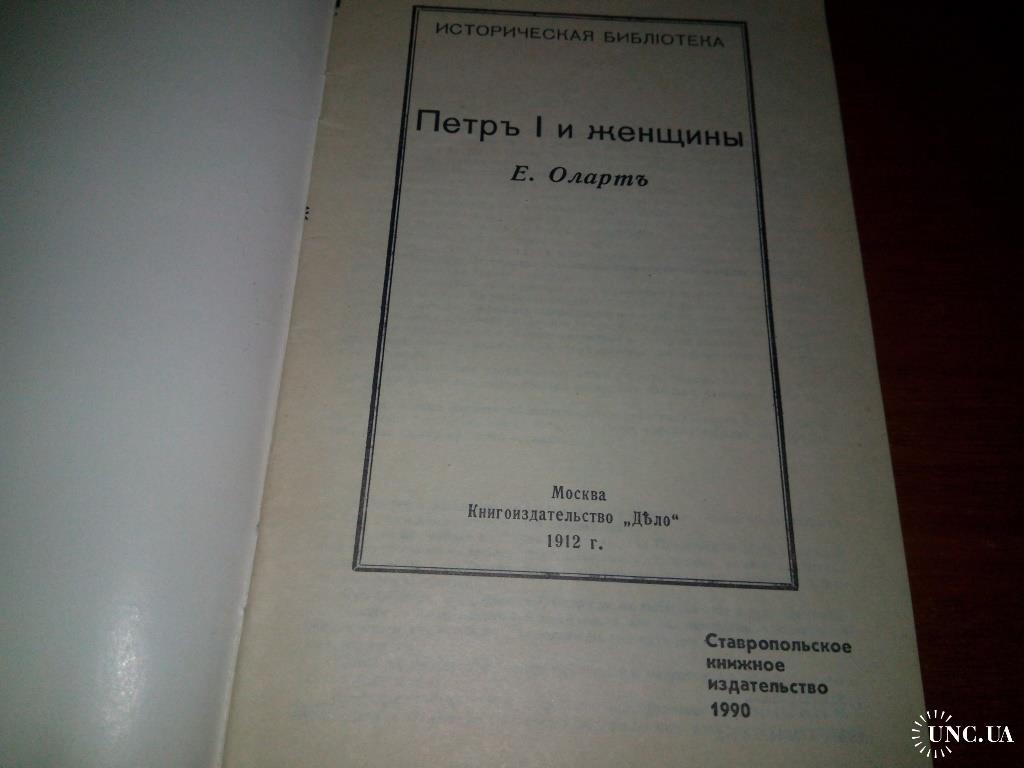 ИСТОРИЧЕСКАЯ БИБЛІОТЕКА
Петръ I и женщины
Е. Олартъ
Москва
Книгоиздательство „Дѣло“
1912 г.
Ставропольское
книжное
издательство
1990
UNC.UA